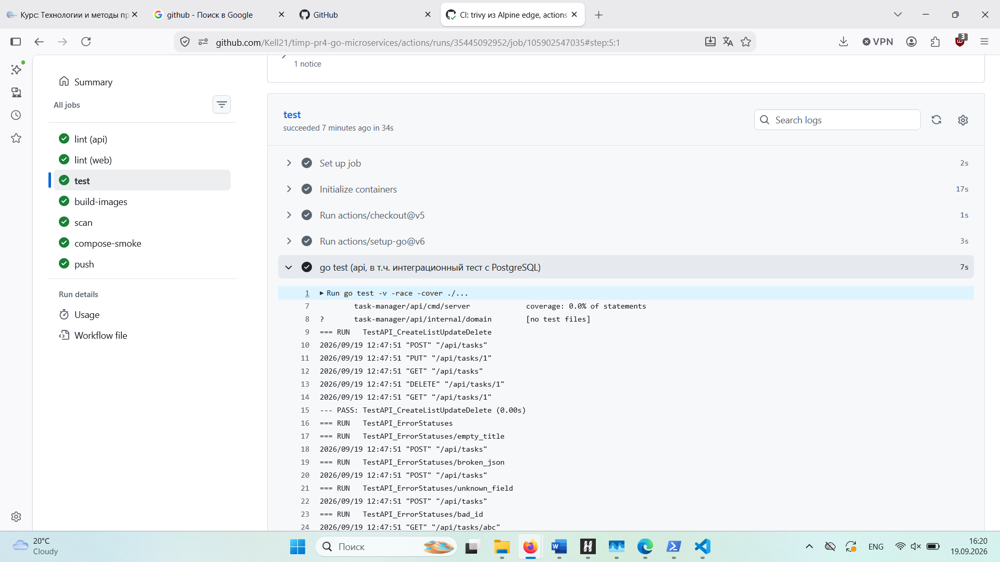 Курс: Технологии и методы пр
github - Поиск в Google
GitHub
CI: trivy из Alpine edge, actions
github.com/Kell21/timp-pr4-go-microservices/actions/runs/35445092952/job/105902547035#step:5:1
VPN
3
Summary
All jobs
lint (api)
lint (web)
test
build-images
scan
compose-smoke
push
Run details
Usage
Workflow file
1 notice
test
succeeded 7 minutes ago in 34s
Search logs
Set up job 2s
Initialize containers 17s
Run actions/checkout@v5 1s
Run actions/setup-go@v6 3s
go test (api, в т.ч. интеграционный тест с PostgreSQL) 7s
1 Run go test -v -race -cover ./...
7 task-manager/api/cmd/server coverage: 0.0% of statements
8 ? task-manager/api/internal/domain [no test files]
9 === RUN TestAPI_CreateListUpdateDelete
10 2026/09/19 12:47:51 "POST" "/api/tasks"
11 2026/09/19 12:47:51 "PUT" "/api/tasks/1"
12 2026/09/19 12:47:51 "GET" "/api/tasks"
13 2026/09/19 12:47:51 "DELETE" "/api/tasks/1"
14 2026/09/19 12:47:51 "GET" "/api/tasks/1"
15 --- PASS: TestAPI_CreateListUpdateDelete (0.00s)
16 === RUN TestAPI_ErrorStatuses
17 === RUN TestAPI_ErrorStatuses/empty_title
18 2026/09/19 12:47:51 "POST" "/api/tasks"
19 === RUN TestAPI_ErrorStatuses/broken_json
20 2026/09/19 12:47:51 "POST" "/api/tasks"
21 === RUN TestAPI_ErrorStatuses/unknown_field
22 2026/09/19 12:47:51 "POST" "/api/tasks"
23 === RUN TestAPI_ErrorStatuses/bad_id
24 2026/09/19 12:47:51 "GET" "/api/tasks/abc"
20°C
Cloudy
Поиск
ENG
16:20
19.09.2026